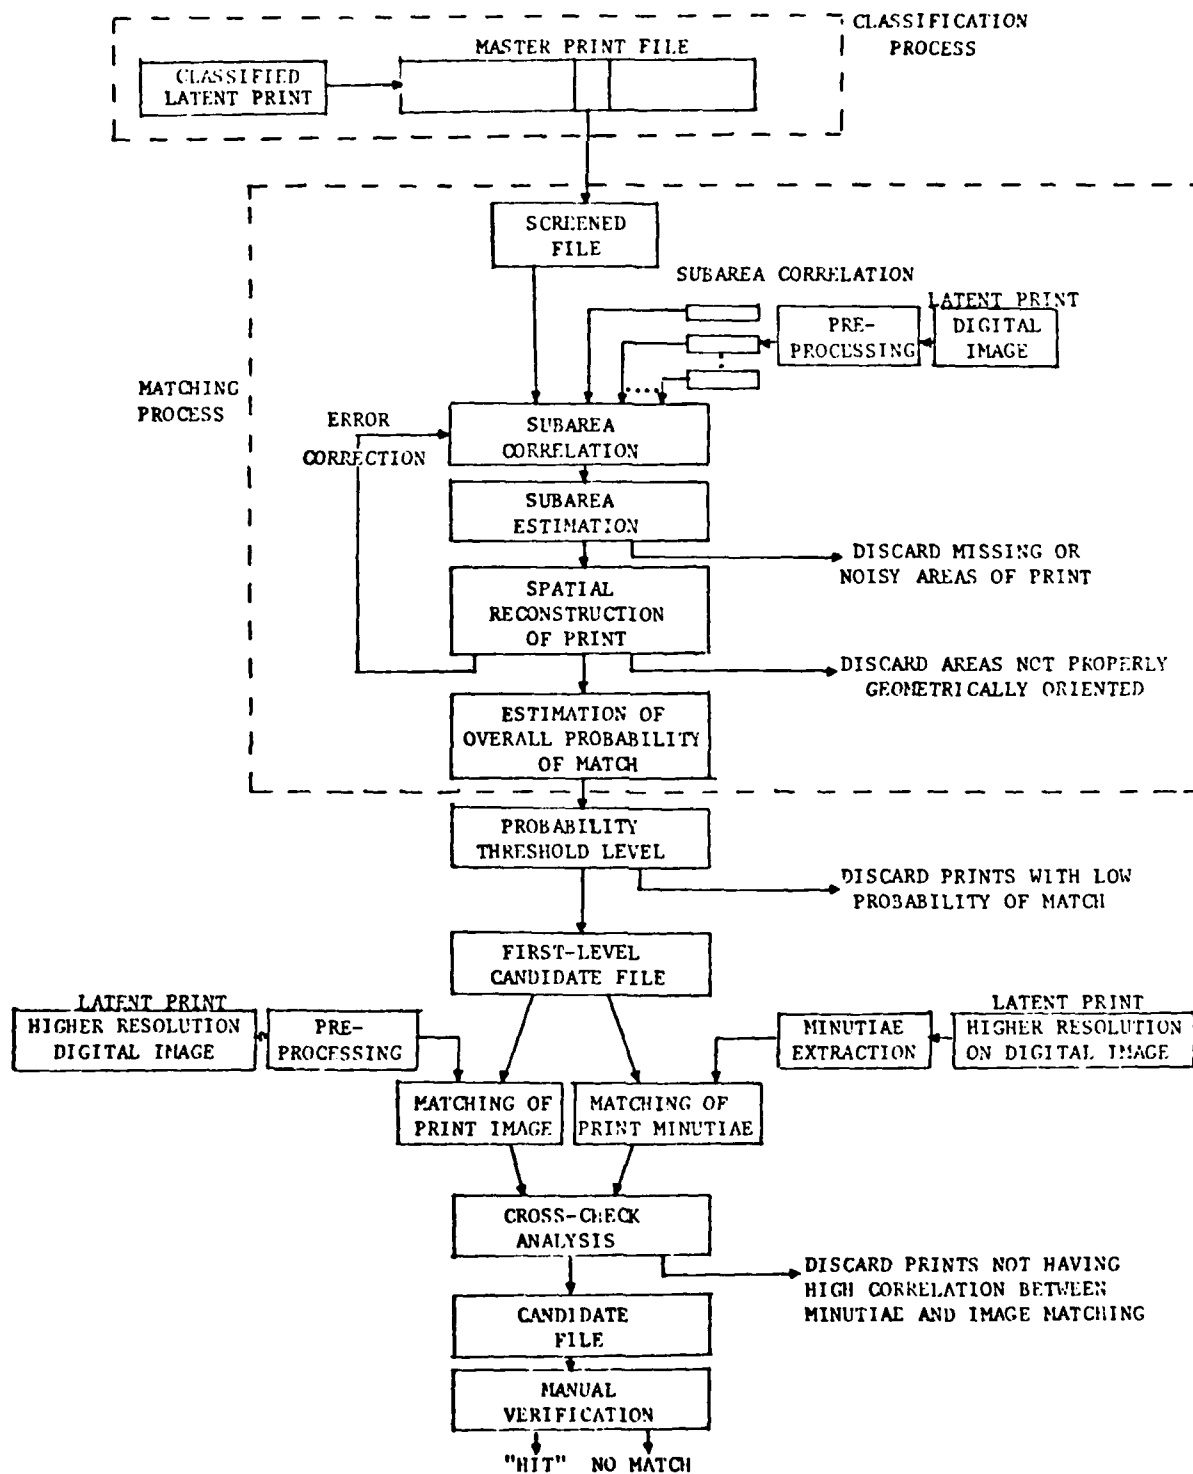 CLASSIFICATION
PROCESS
MASTER PRINT FILE
CLASSIFIED
LATENT PRINT
SCREENED
FILE
SUBAREA CORRELATION
LATENT PRINT
PRE-
PROCESSING
DIGITAL
IMAGE
MATCHING
PROCESS
ERROR
CORRECTION
SUBAREA
CORRELATION
SUBAREA
ESTIMATION
DISCARD MISSING OR
NOISY AREAS OF PRINT
SPATIAL
RECONSTRUCTION
OF PRINT
DISCARD AREAS NOT PROPERLY
GEOMETRICALLY ORIENTED
ESTIMATION OF
OVERALL PROBABILITY
OF MATCH
PROBABILITY
THRESHOLD LEVEL
DISCARD PRINTS WITH LOW
PROBABILITY OF MATCH
FIRST-LEVEL
CANDIDATE FILE
LATENT PRINT
HIGHER RESOLUTION
DIGITAL IMAGE
PRE-
PROCESSING
MINUTIAE
EXTRACTION
LATENT PRINT
HIGHER RESOLUTION
ON DIGITAL IMAGE
MATCHING OF
PRINT IMAGE
MATCHING OF
PRINT MINUTIAE
CROSS-CHECK
ANALYSIS
DISCARD PRINTS NOT HAVING
HIGH CORRELATION BETWEEN
MINUTIAE AND IMAGE MATCHING
CANDIDATE
FILE
MANUAL
VERIFICATION
"HIT" NO MATCH